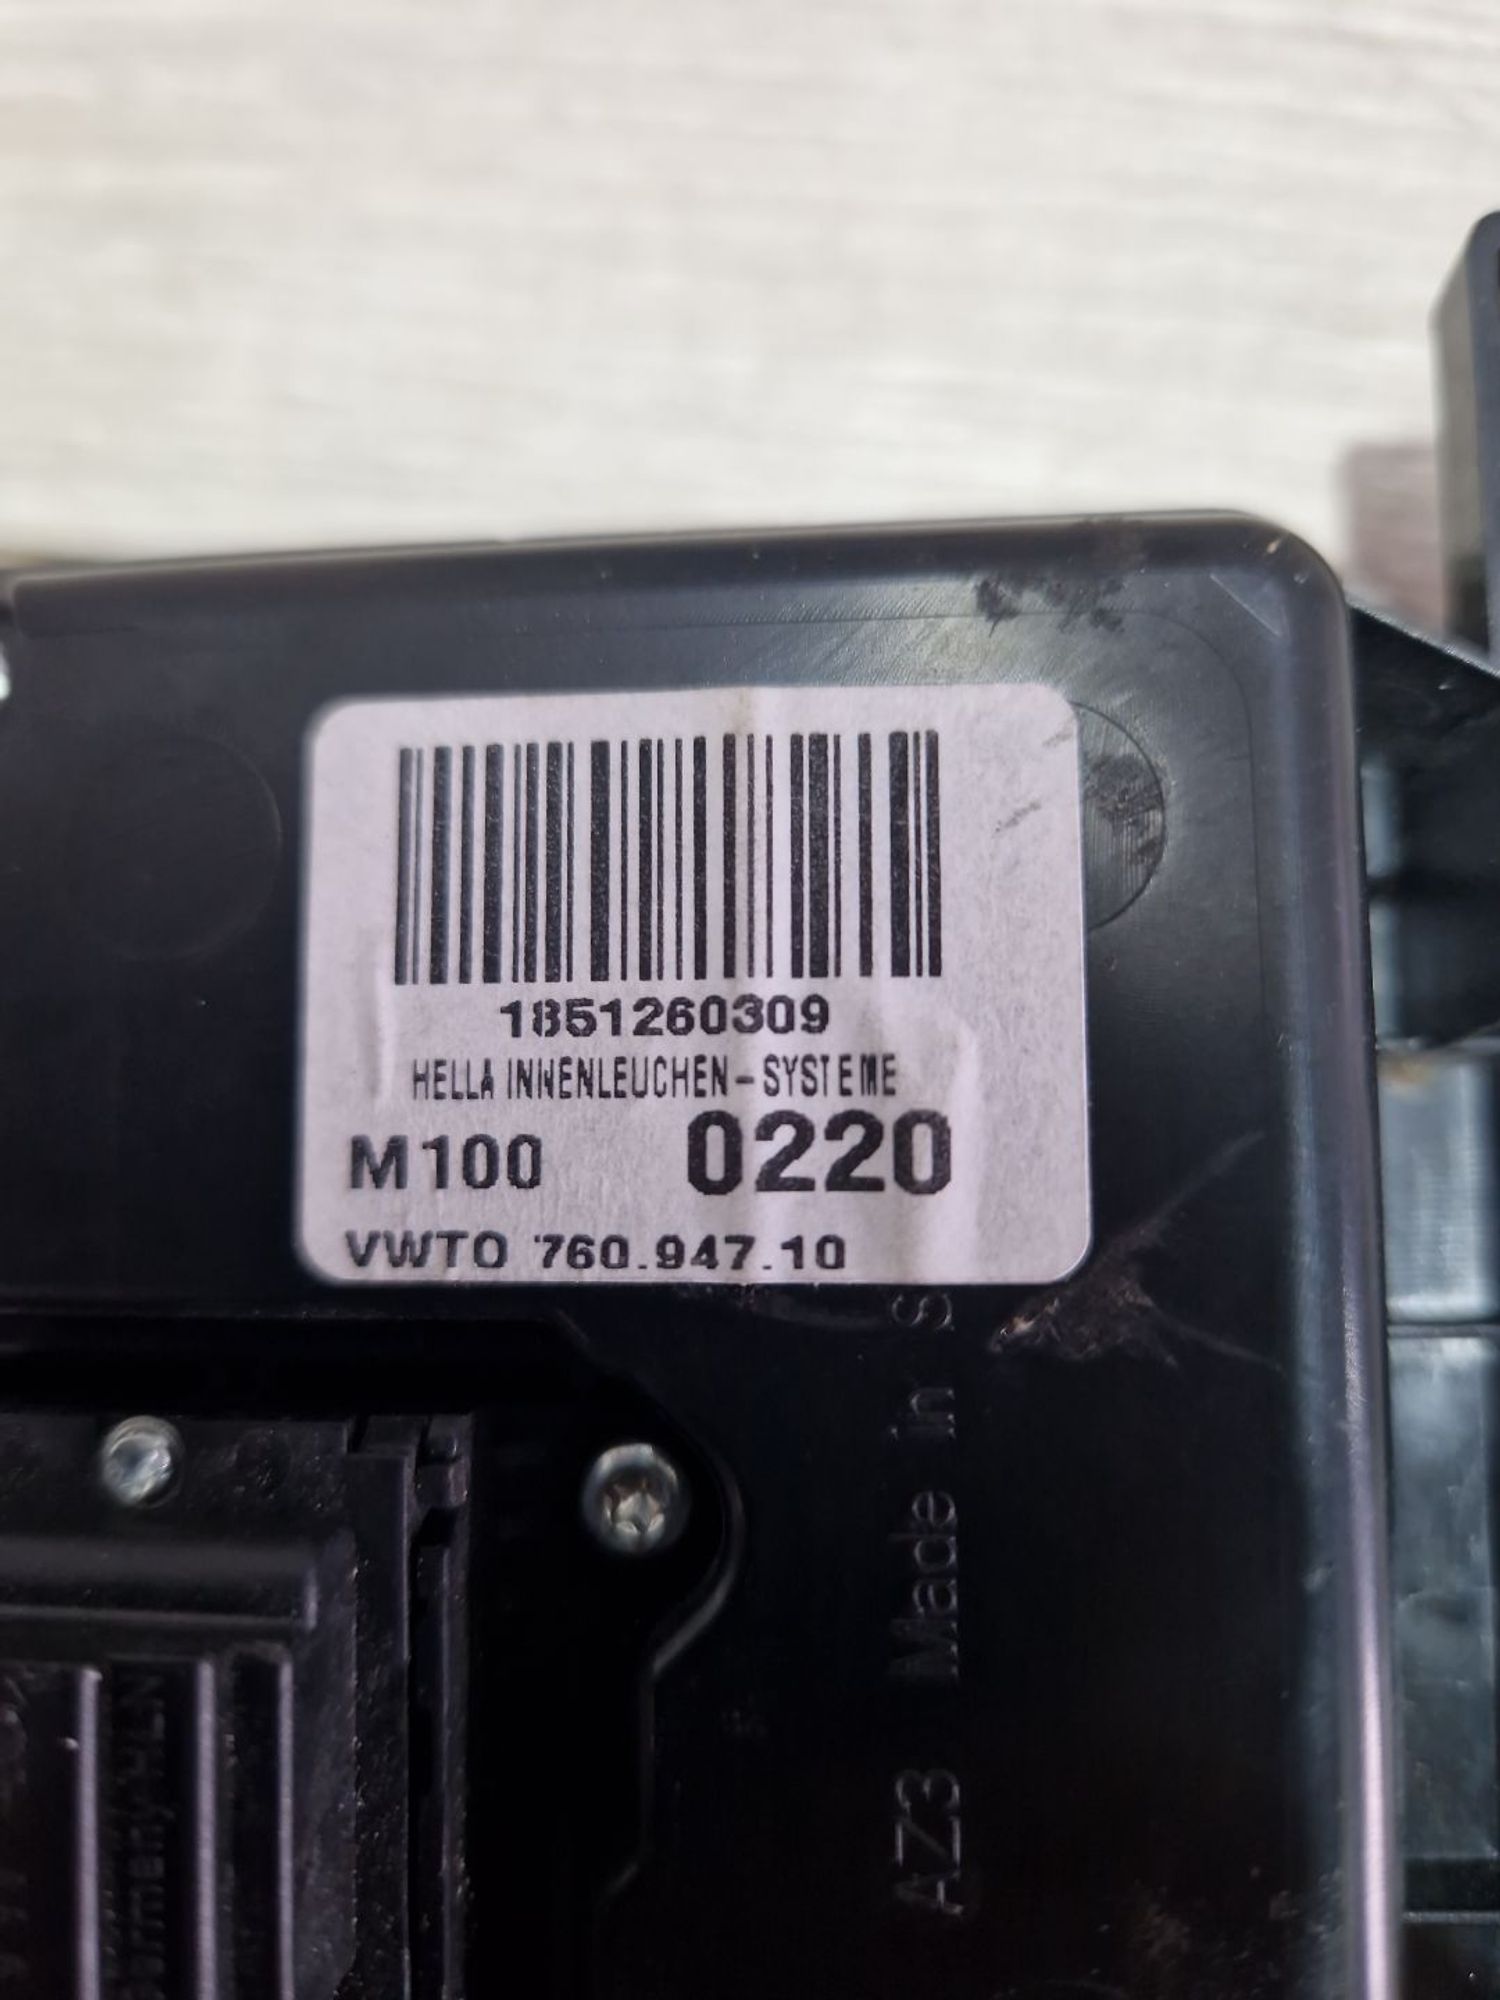 1851260309
HELLA INNENLEUCHEN-SYSTEME
M100 0220
VWTO 760.947.10
AZ3 Made in S